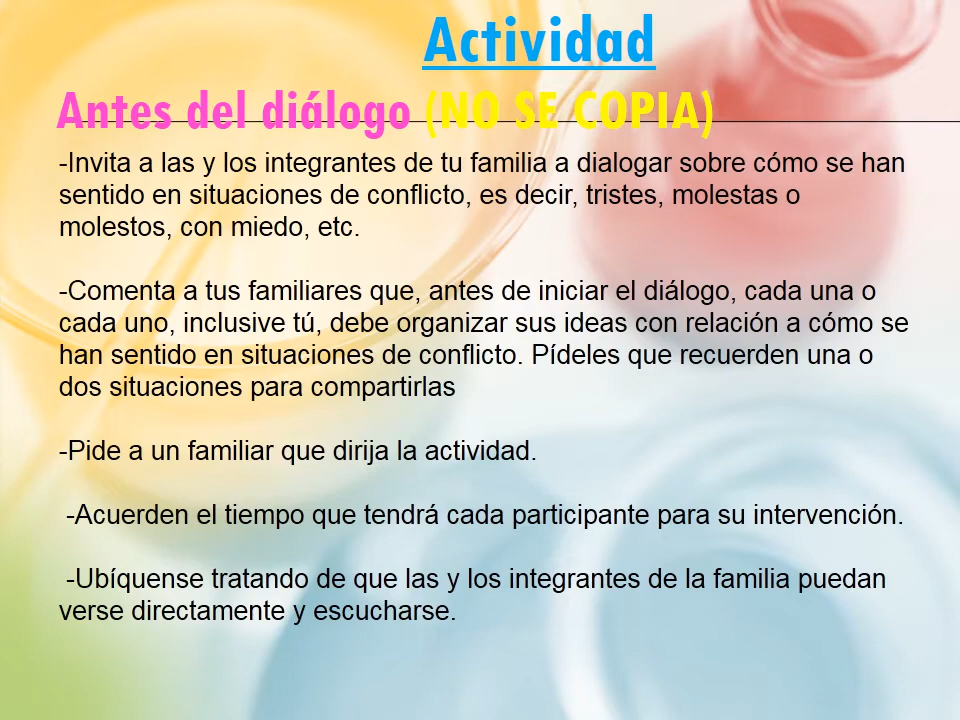 Actividad
Antes del diálogo (NO SE COPIA)
-Invita a las y los integrantes de tu familia a dialogar sobre cómo se han
sentido en situaciones de conflicto, es decir, tristes, molestas o
molestos, con miedo, etc.
-Comenta a tus familiares que, antes de iniciar el diálogo, cada una o
cada uno, inclusive tú, debe organizar sus ideas con relación a cómo se
han sentido en situaciones de conflicto. Pídeles que recuerden una o
dos situaciones para compartirlas
-Pide a un familiar que dirija la actividad.
-Acuerden el tiempo que tendrá cada participante para su intervención.
-Ubíquense tratando de que las y los integrantes de la familia puedan
verse directamente y escucharse.